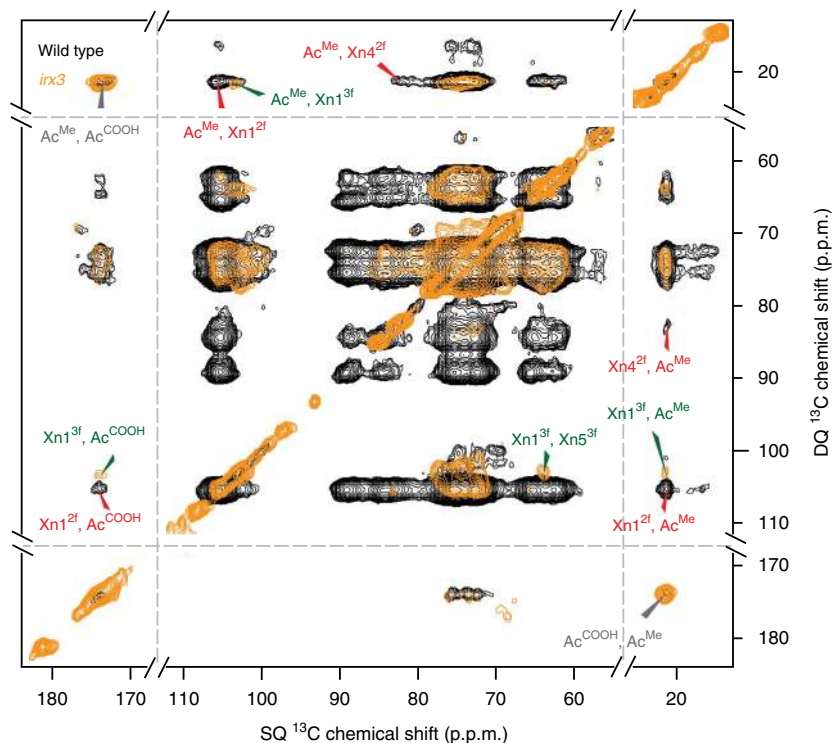 Wild type
irx3
Ac^Me, Xn4^2f
Ac^Me, Xn1^3f
Ac^Me, Ac^COOH
Ac^Me, Xn1^2f
Xn4^2f, Ac^Me
Xn1^3f, Ac^COOH
Xn1^3f, Xn5^3f
Xn1^3f, Ac^Me
Xn1^2f, Ac^COOH
Xn1^2f, Ac^Me
Ac^COOH, Ac^Me
20
60
70
80
90
100
110
170
180
DQ ¹³C chemical shift (p.p.m.)
180 170 110 100 90 80 70 60 20
SQ ¹³C chemical shift (p.p.m.)